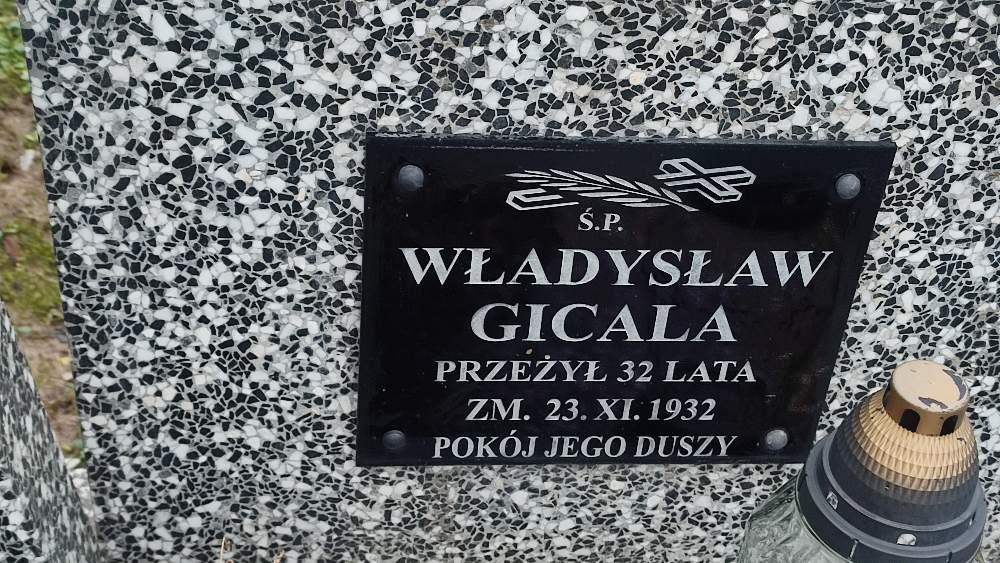 Ś.P.
WŁADYSŁAW
GICALA
PRZEŻYŁ 32 LATA
ZM. 23. XI. 1932
POKÓJ JEGO DUSZY